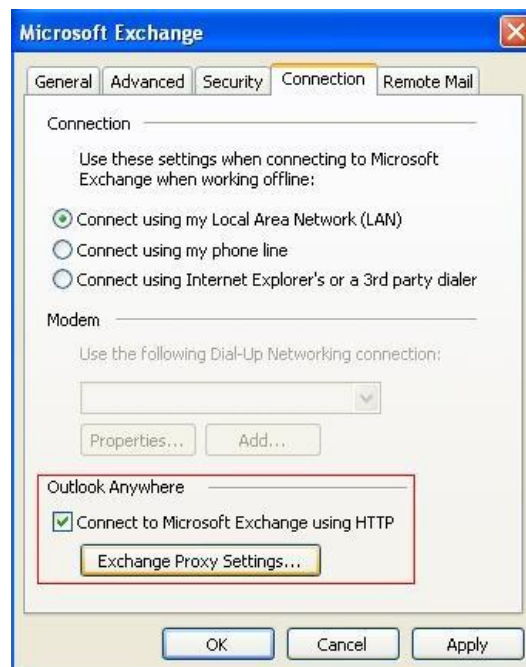 Microsoft Exchange
General Advanced Security Connection Remote Mail
Connection
Use these settings when connecting to Microsoft
Exchange when working offline:
Connect using my Local Area Network (LAN)
Connect using my phone line
Connect using Internet Explorer's or a 3rd party dialer
Modem
Use the following Dial-Up Networking connection:
Properties... Add...
Outlook Anywhere
Connect to Microsoft Exchange using HTTP
Exchange Proxy Settings...
OK Cancel Apply